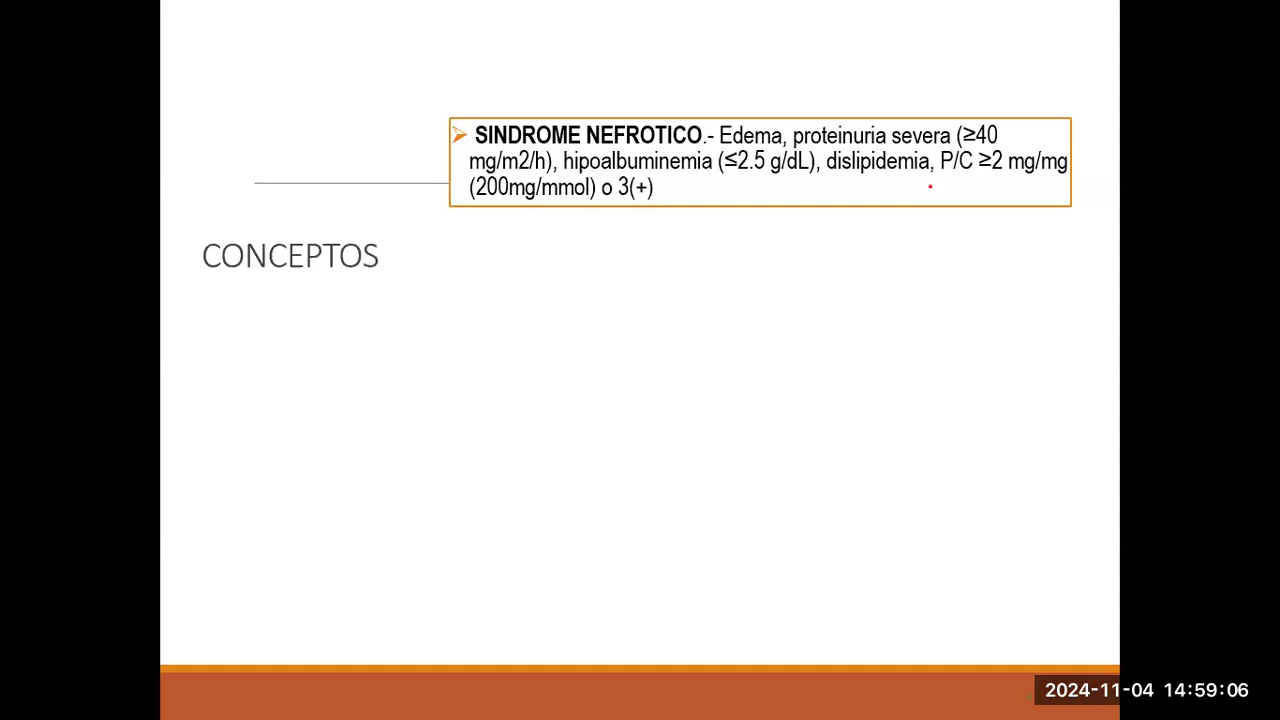 SINDROME NEFROTICO.- Edema, proteinuria severa (≥40
mg/m2/h), hipoalbuminemia (≤2.5 g/dL), dislipidemia, P/C ≥2 mg/mg
(200mg/mmol) o 3(+)
CONCEPTOS
2024-11-04 14:59:06